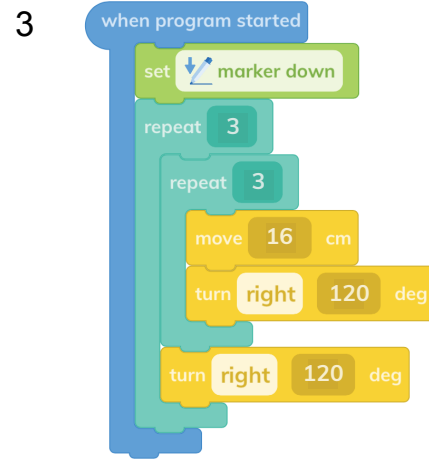 3
when program started
set marker down
repeat 3
repeat 3
move 16 cm
turn right 120 deg
turn right 120 deg